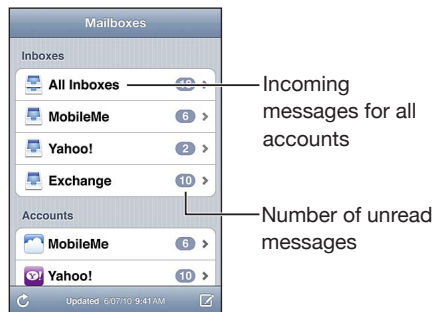 Mailboxes
Inboxes
All Inboxes
Incoming
messages for all
accounts
MobileMe 6
Yahoo! 2
Exchange 10
Number of unread
messages
Accounts
MobileMe 6
Yahoo! 10
Updated 6/07/10 9:41 AM